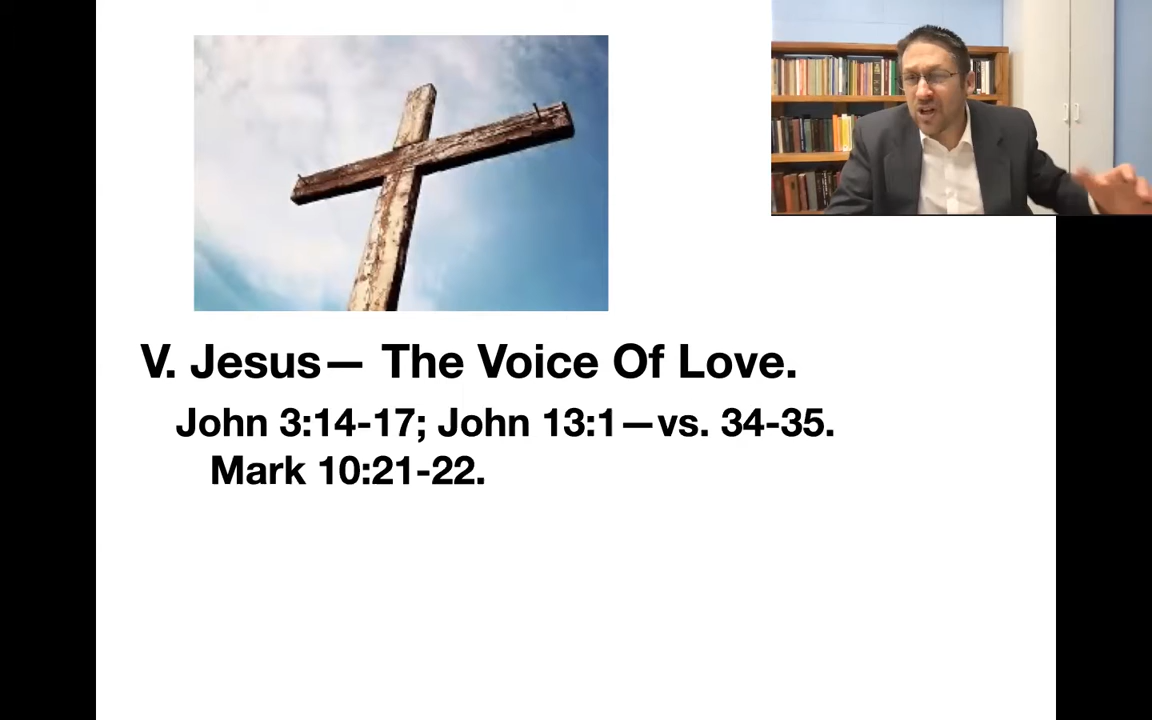 V. Jesus— The Voice Of Love.
John 3:14-17; John 13:1—vs. 34-35.
Mark 10:21-22.